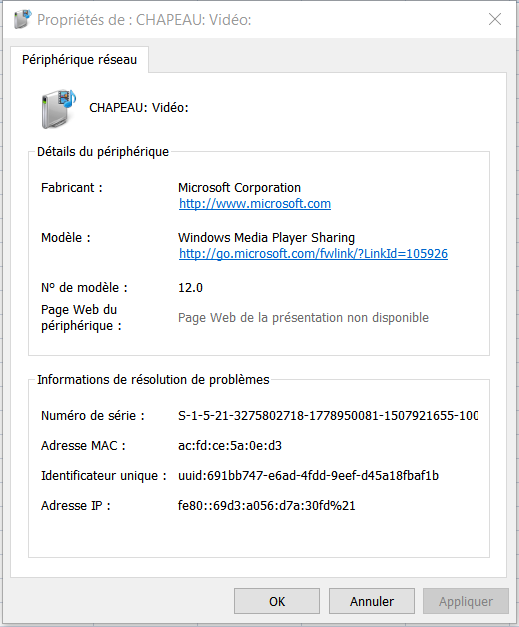 Propriétés de : CHAPEAU: Vidéo:
Périphérique réseau
CHAPEAU: Vidéo:
Détails du périphérique
Fabricant : Microsoft Corporation
http://www.microsoft.com
Modèle : Windows Media Player Sharing
http://go.microsoft.com/fwlink/?LinkId=105926
N° de modèle : 12.0
Page Web du
périphérique : Page Web de la présentation non disponible
Informations de résolution de problèmes
Numéro de série : S-1-5-21-3275802718-1778950081-1507921655-100
Adresse MAC : ac:fd:ce:5a:0e:d3
Identificateur unique : uuid:691bb747-e6ad-4fdd-9eef-d45a18fbaf1b
Adresse IP : fe80::69d3:a056:d7a:30fd%21
OK Annuler Appliquer